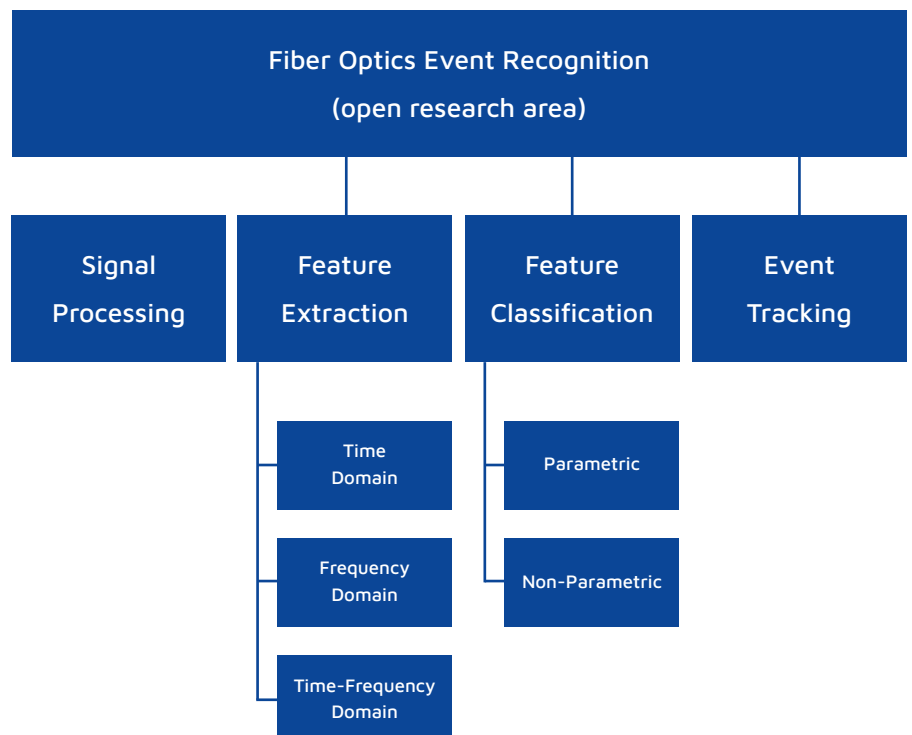 Fiber Optics Event Recognition
(open research area)
Signal
Processing
Feature
Extraction
Feature
Classification
Event
Tracking
Time
Domain
Frequency
Domain
Time-Frequency
Domain
Parametric
Non-Parametric